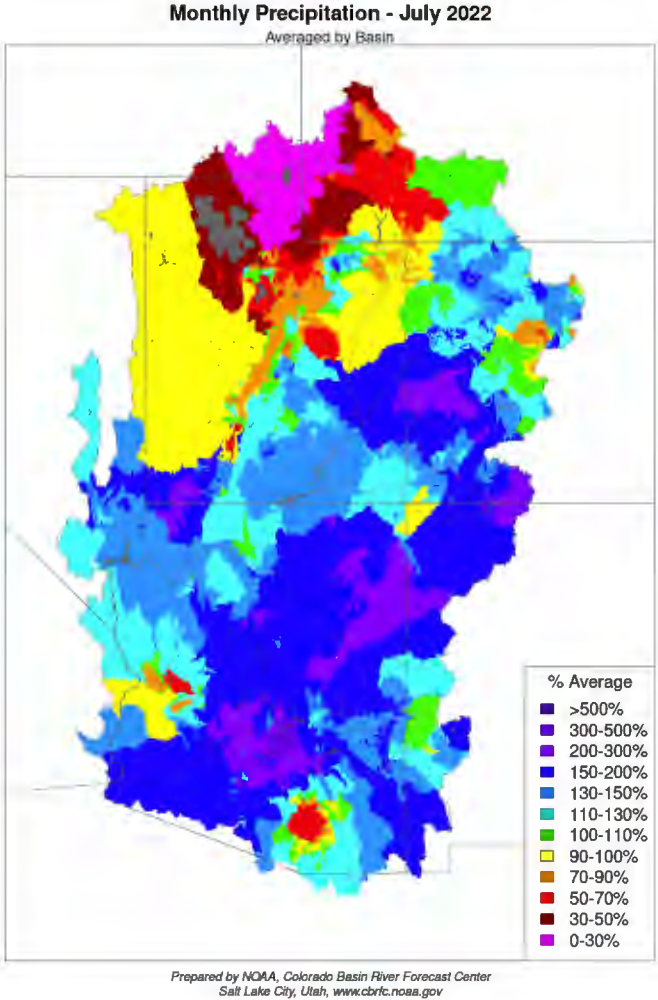 Monthly Precipitation - July 2022
Averaged by Basin
% Average
>500%
300-500%
200-300%
150-200%
130-150%
110-130%
100-110%
90-100%
70-90%
50-70%
30-50%
0-30%
Prepared by NOAA, Colorado Basin River Forecast Center
Salt Lake City, Utah, www.cbrfc.noaa.gov